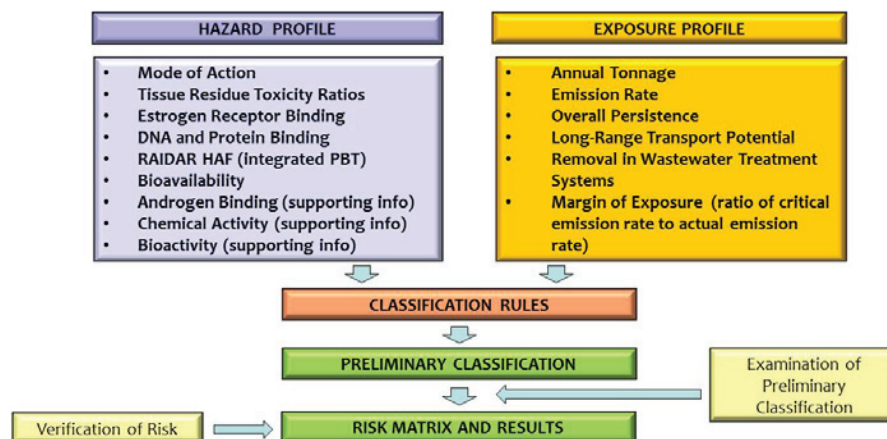 HAZARD PROFILE
• Mode of Action
• Tissue Residue Toxicity Ratios
• Estrogen Receptor Binding
• DNA and Protein Binding
• RAIDAR HAF (integrated PBT)
• Bioavailability
• Androgen Binding (supporting info)
• Chemical Activity (supporting info)
• Bioactivity (supporting info)
EXPOSURE PROFILE
• Annual Tonnage
• Emission Rate
• Overall Persistence
• Long-Range Transport Potential
• Removal in Wastewater Treatment
Systems
• Margin of Exposure (ratio of critical
emission rate to actual emission
rate)
CLASSIFICATION RULES
PRELIMINARY CLASSIFICATION
Examination of
Preliminary
Classification
Verification of Risk
RISK MATRIX AND RESULTS